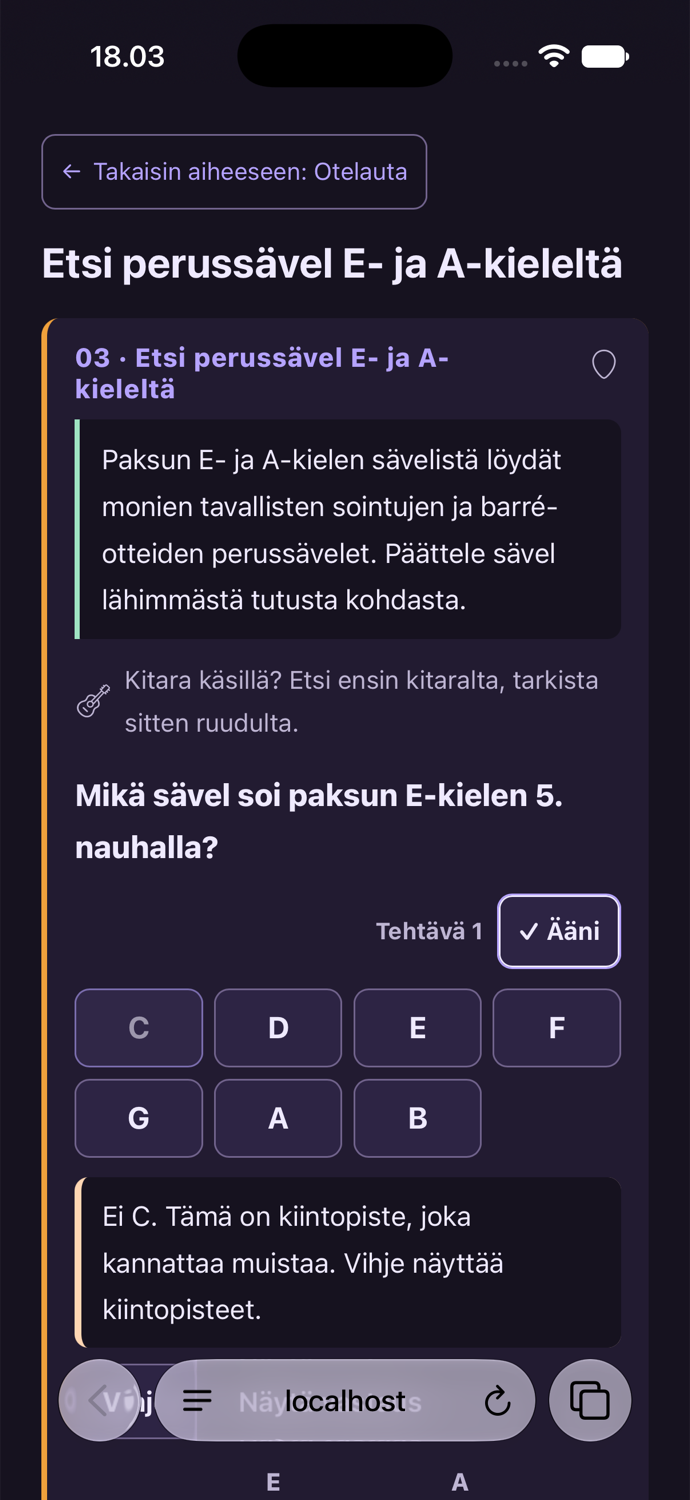 18.03
← Takaisin aiheeseen: Otelauta
Etsi perussävel E- ja A-kieleltä
03 · Etsi perussävel E- ja A-
kieleltä
Paksun E- ja A-kielen sävelistä löydät
monien tavallisten sointujen ja barré-
otteiden perussävelet. Päättele sävel
lähimmästä tutusta kohdasta.
Kitara käsillä? Etsi ensin kitaralta, tarkista
sitten ruudulta.
Mikä sävel soi paksun E-kielen 5.
nauhalla?
Tehtävä 1 ✓ Ääni
C D E F
G A B
Ei C. Tämä on kiintopiste, joka
kannattaa muistaa. Vihje näyttää
kiintopisteet.
localhost
E A